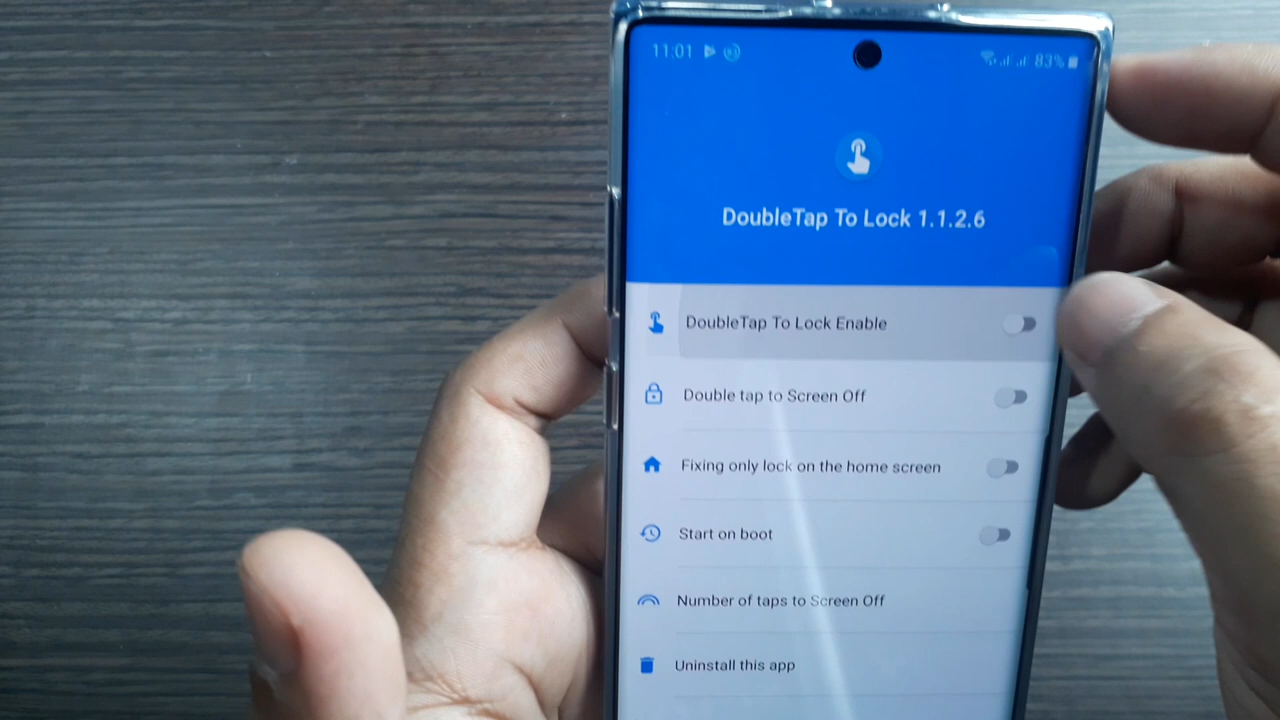 11:01
83%
DoubleTap To Lock 1.1.2.6
DoubleTap To Lock Enable
Double tap to Screen Off
Fixing only lock on the home screen
Start on boot
Number of taps to Screen Off
Uninstall this app